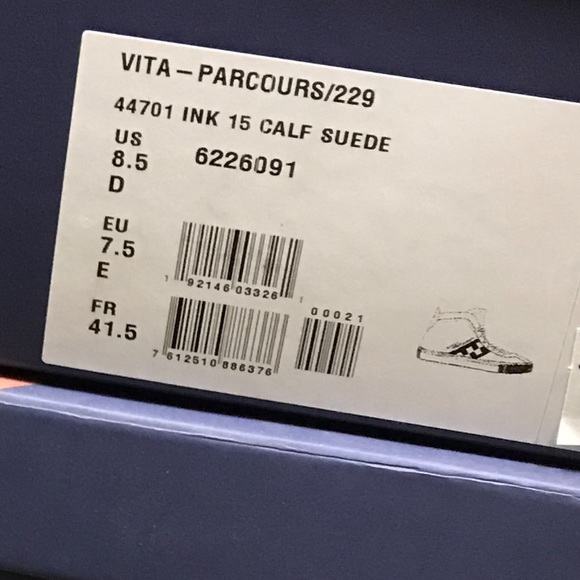 VITA – PARCOURS/229
44701 INK 15 CALF SUEDE
US
8.5
D
6226091
EU
7.5
E
1 92146 03326 1
FR
41.5
00021
7 612510 886376